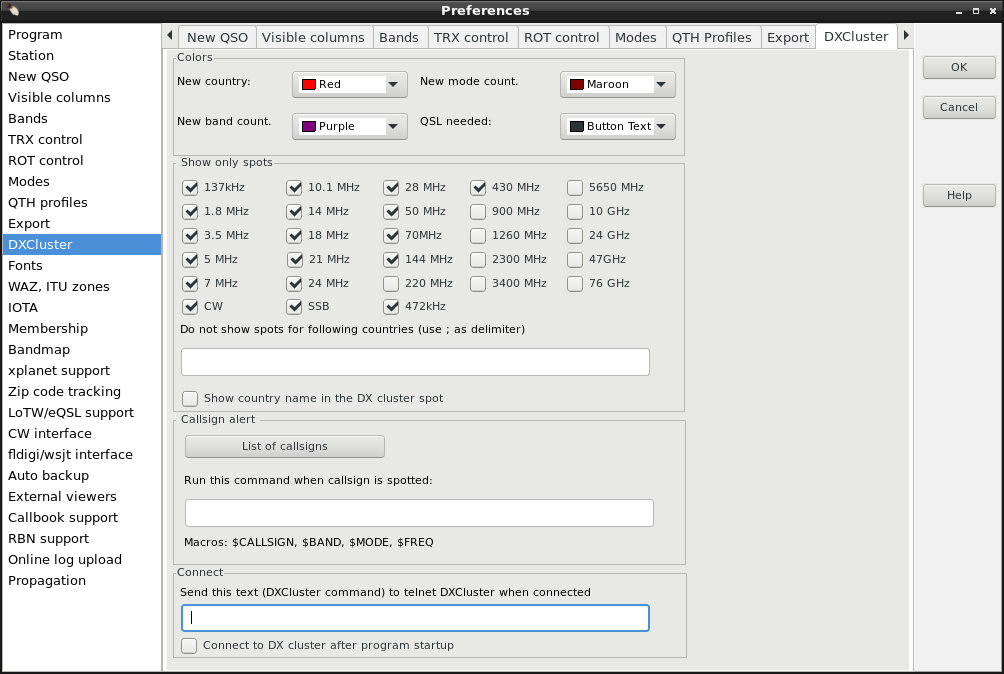 Preferences
Program
Station
New QSO
Visible columns
Bands
TRX control
ROT control
Modes
QTH profiles
Export
DXCluster
Fonts
WAZ, ITU zones
IOTA
Membership
Bandmap
xplanet support
Zip code tracking
LoTW/eQSL support
CW interface
fldigi/wsjt interface
Auto backup
External viewers
Callbook support
RBN support
Online log upload
Propagation
New QSO Visible columns Bands TRX control ROT control Modes QTH Profiles Export DXCluster
Colors
New country: Red New mode count. Maroon
New band count. Purple QSL needed: Button Text
Show only spots
137kHz 10.1 MHz 28 MHz 430 MHz 5650 MHz
1.8 MHz 14 MHz 50 MHz 900 MHz 10 GHz
3.5 MHz 18 MHz 70MHz 1260 MHz 24 GHz
5 MHz 21 MHz 144 MHz 2300 MHz 47GHz
7 MHz 24 MHz 220 MHz 3400 MHz 76 GHz
CW SSB 472kHz
Do not show spots for following countries (use ; as delimiter)
Show country name in the DX cluster spot
Callsign alert
List of callsigns
Run this command when callsign is spotted:
Macros: $CALLSIGN, $BAND, $MODE, $FREQ
Connect
Send this text (DXCluster command) to telnet DXCluster when connected
Connect to DX cluster after program startup
OK
Cancel
Help